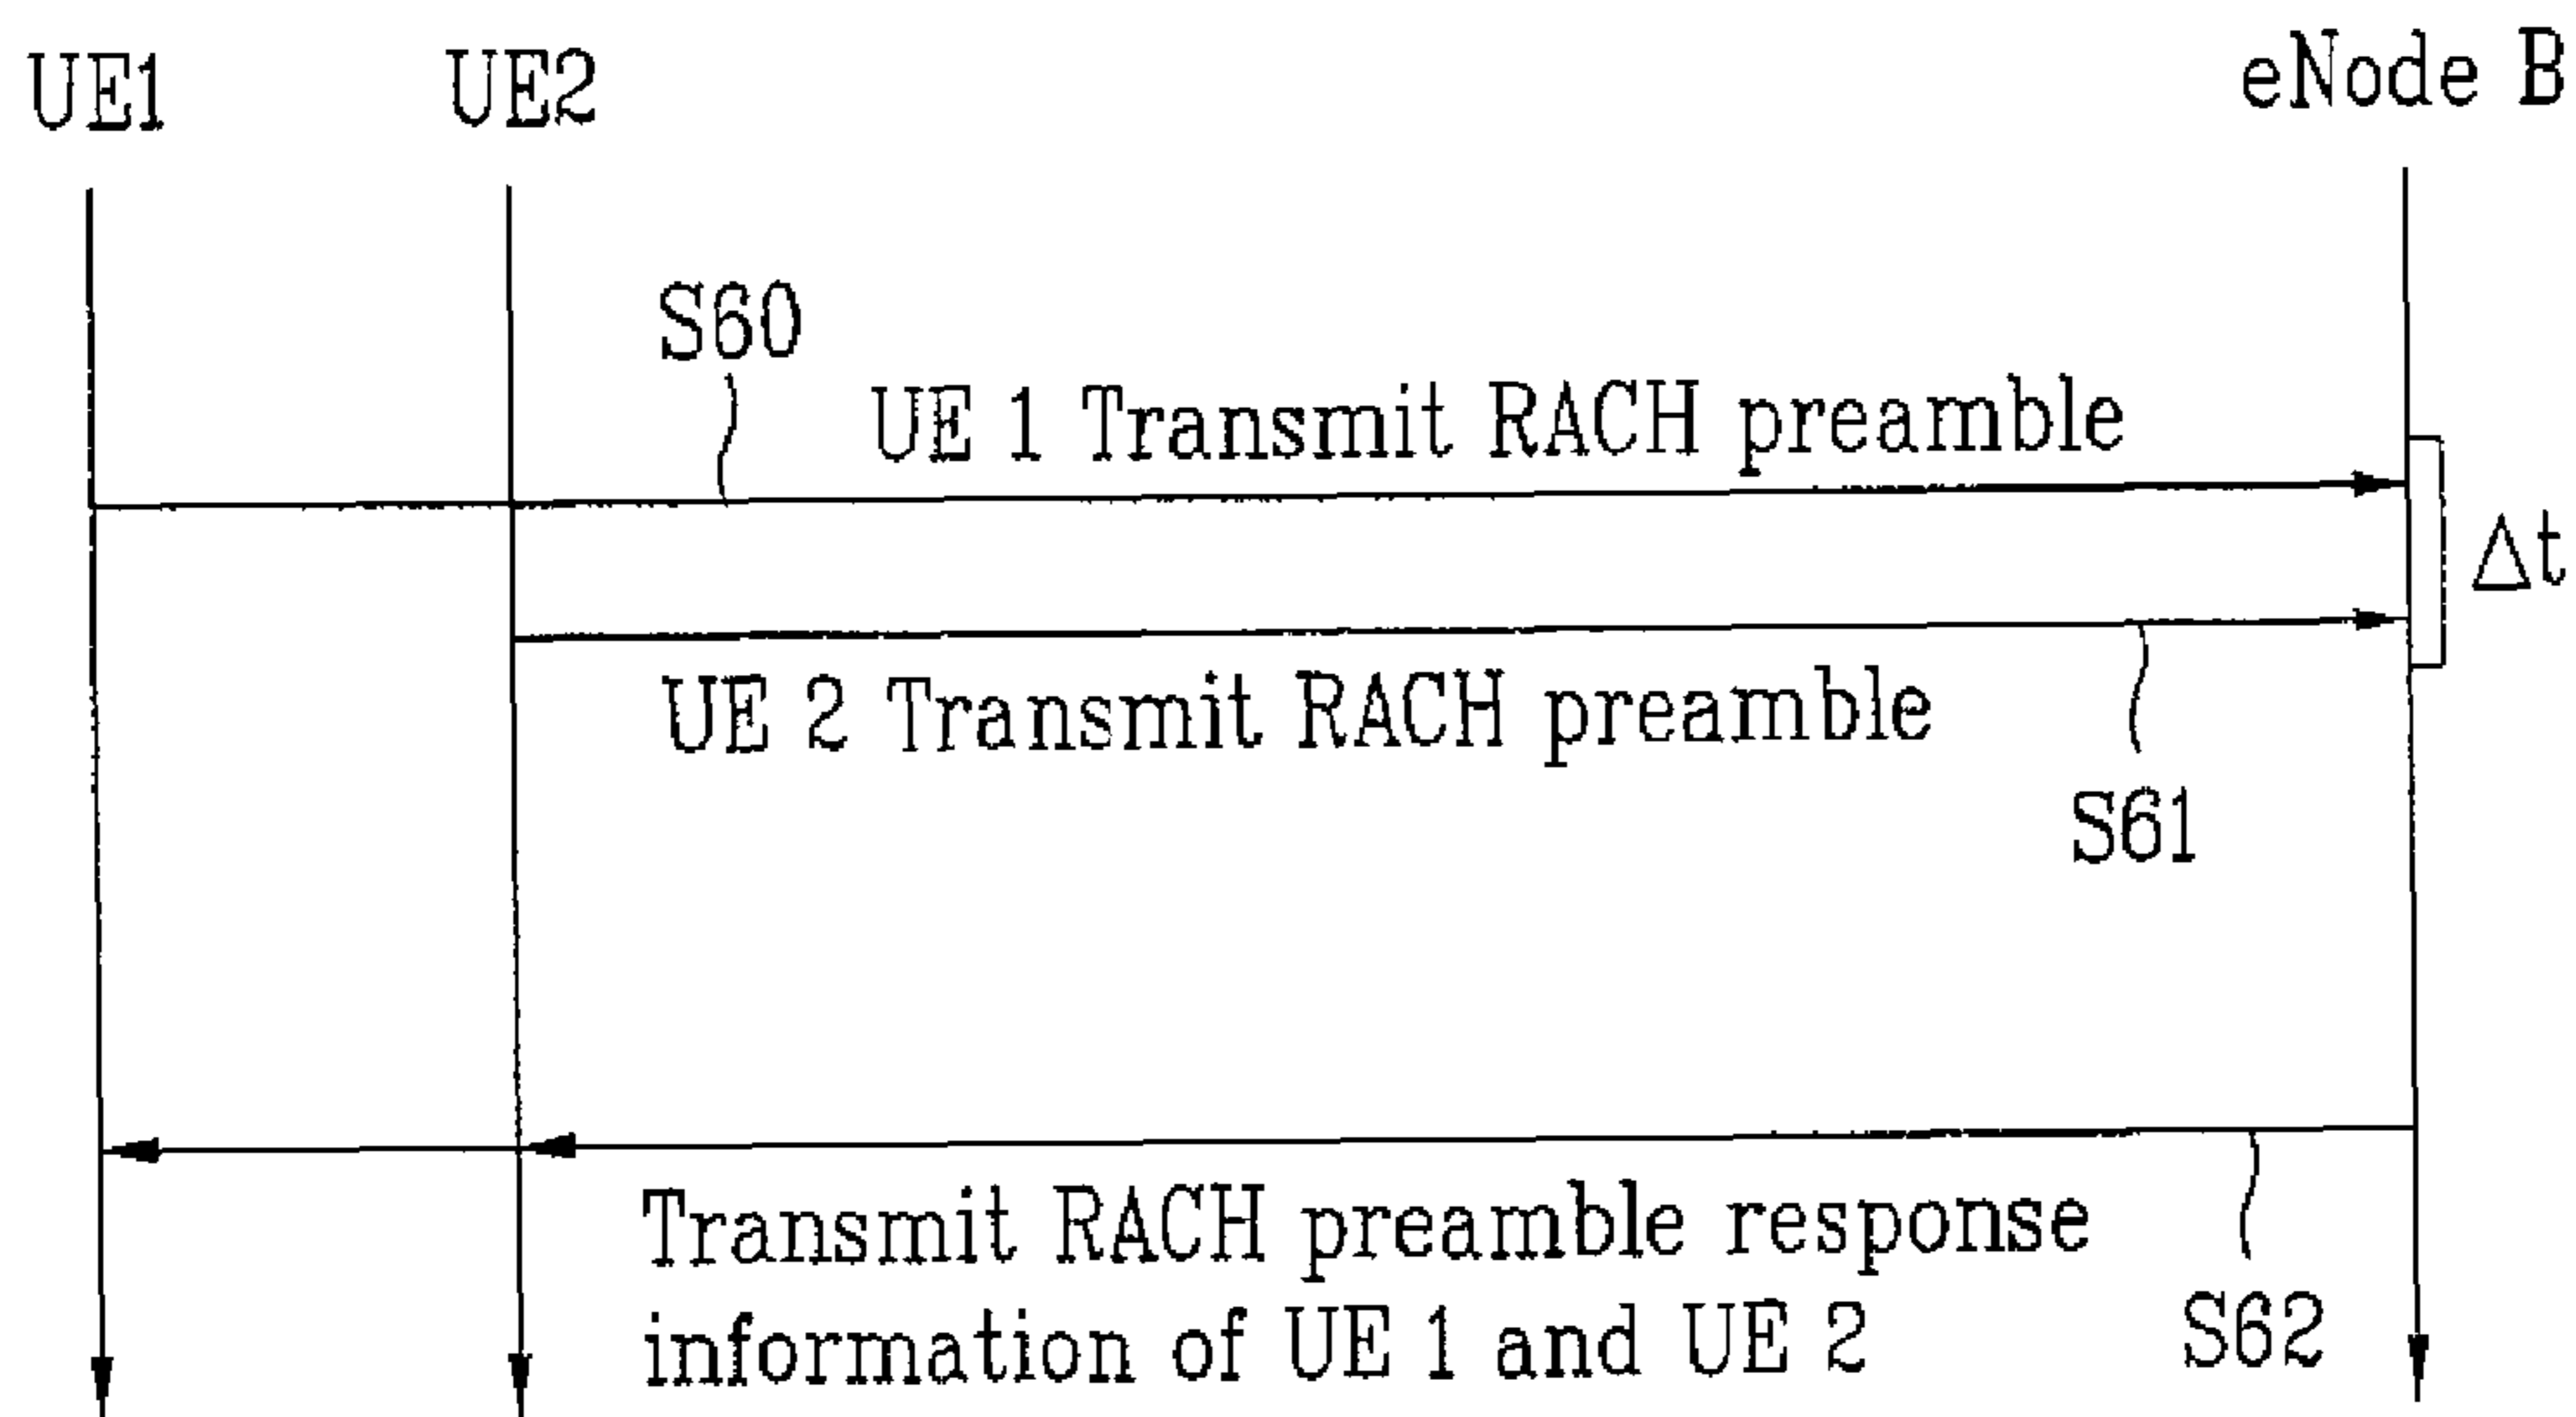 UE1
UE2
eNode B
S60
UE 1 Transmit RACH preamble
Δt
UE 2 Transmit RACH preamble
S61
Transmit RACH preamble response
information of UE 1 and UE 2
S62